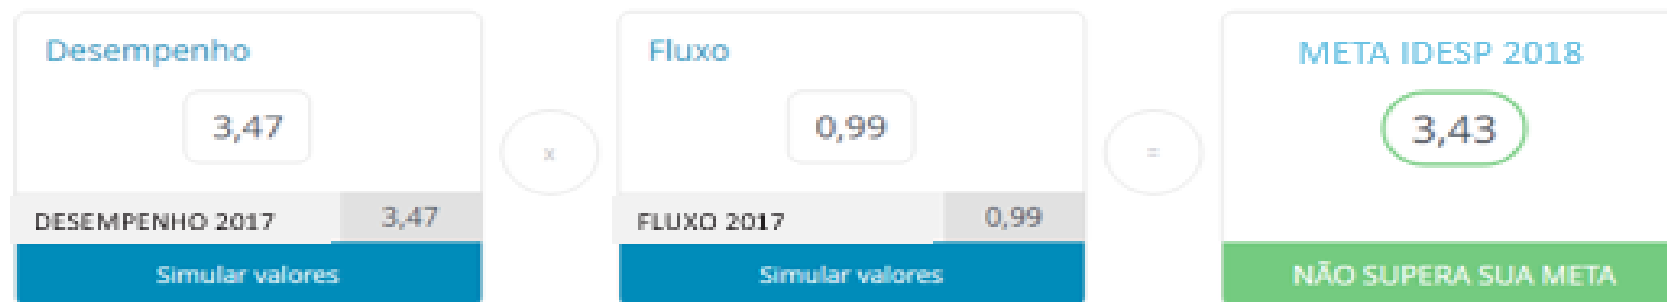 Desempenho
3,47
DESEMPENHO 2017 3,47
Simular valores
x
Fluxo
0,99
FLUXO 2017 0,99
Simular valores
=
META IDESP 2018
3,43
NÃO SUPERA SUA META